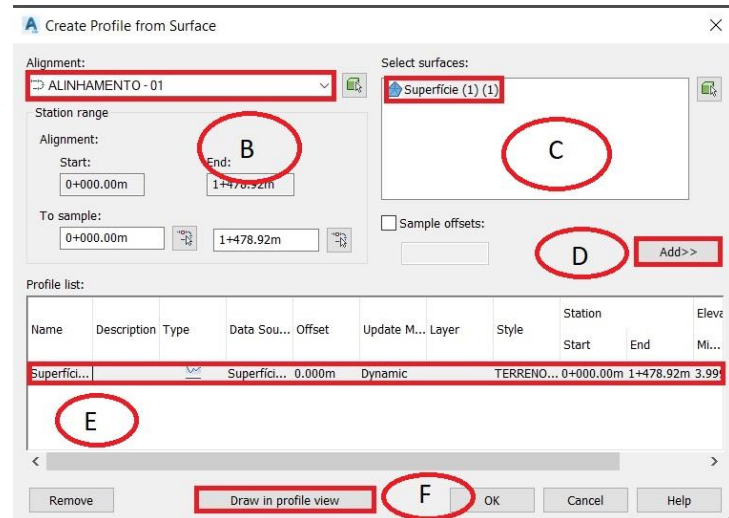 Create Profile from Surface
Alignment:
ALINHAMENTO - 01
Select surfaces:
Superfície (1) (1)
Station range
Alignment:
Start:
End:
B
C
0+000.00m
1+478.92m
To sample:
0+000.00m
1+478.92m
Sample offsets:
D
Add>>
Profile list:
Name Description Type Data Sou... Offset Update M... Layer Style Station Start End Eleva Mi...
Superfíci... Superfíci... 0.000m Dynamic TERRENO... 0+000.00m 1+478.92m 3.999
E
Remove
Draw in profile view
F
OK
Cancel
Help